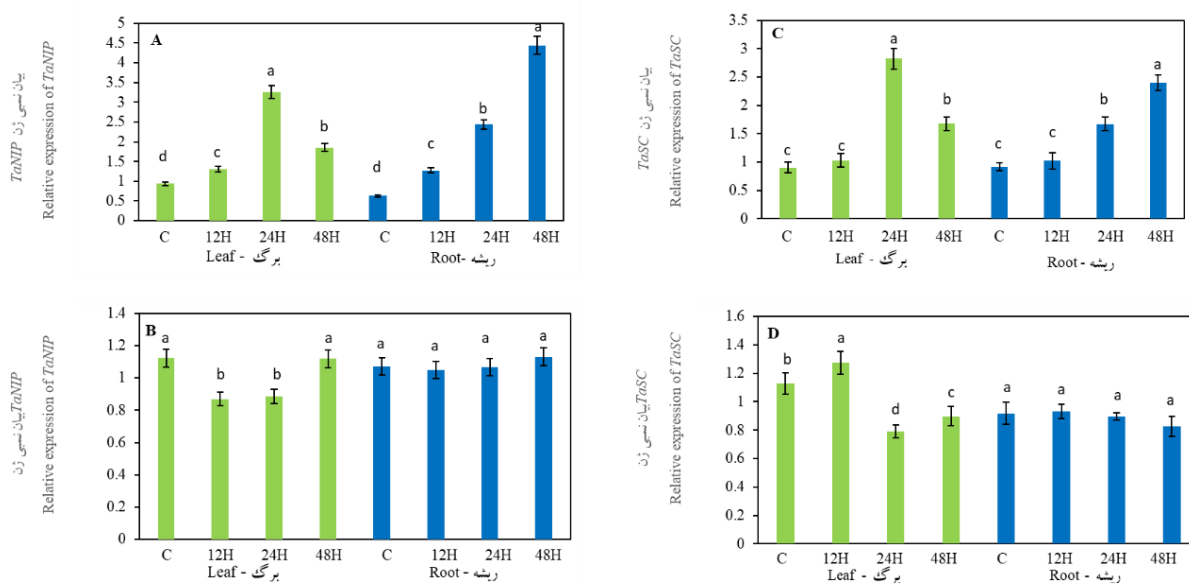 A
بیان نسبی ژن TaNIP
Relative expression of TaNIP
5
4.5
4
3.5
3
2.5
2
1.5
1
0.5
0
d
c
a
b
d
c
b
a
C 12H 24H 48H C 12H 24H 48H
Leaf - برگ
Root- ریشه
C
بیان نسبی ژن TaSC
Relative expression of TaSC
3.5
3
2.5
2
1.5
1
0.5
0
c
c
a
b
c
c
b
a
C 12H 24H 48H C 12H 24H 48H
Leaf - برگ
Root- ریشه
B
بیان نسبی ژن TaNIP
Relative expression of TaNIP
1.4
1.2
1
0.8
0.6
0.4
0.2
0
a
b
b
a
a
a
a
a
C 12H 24H 48H C 12H 24H 48H
Leaf - برگ
Root- ریشه
D
بیان نسبی ژن TaSC
Relative expression of TaSC
1.6
1.4
1.2
1
0.8
0.6
0.4
0.2
0
b
a
d
c
a
a
a
a
C 12H 24H 48H C 12H 24H 48H
Leaf - برگ
Root- ریشه